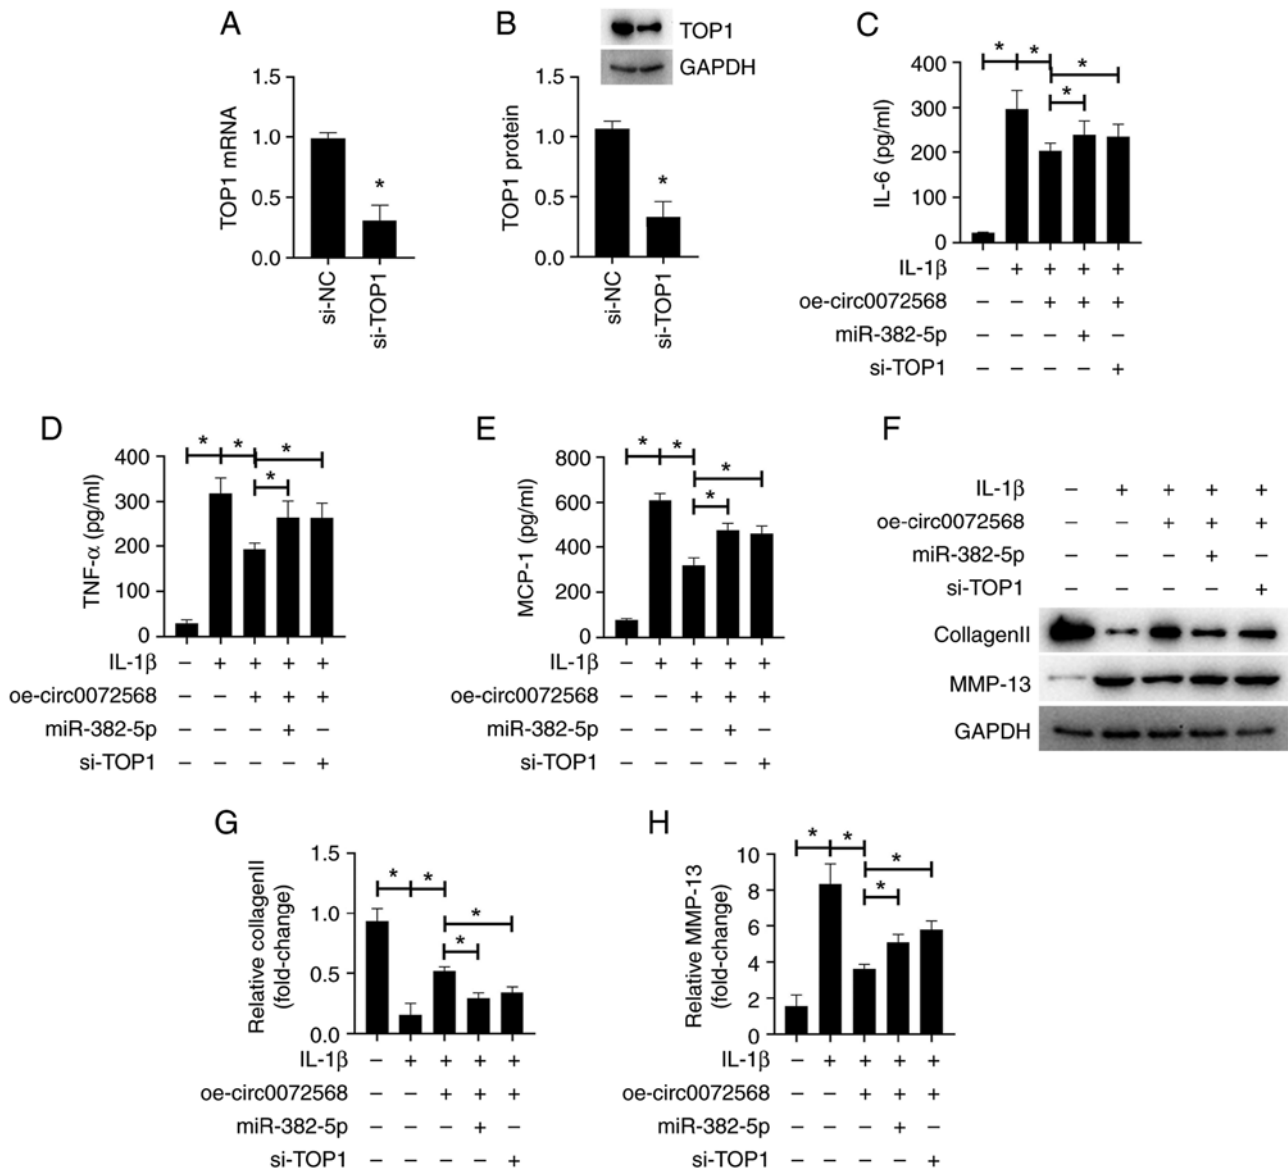 A
TOP1 mRNA
1.5
1.0
0.5
0.0
*
si-NC
si-TOP1
B
TOP1
GAPDH
TOP1 protein
1.5
1.0
0.5
0.0
*
si-NC
si-TOP1
C
IL-6 (pg/ml)
400
300
200
100
0
* * *
*
IL-1β – + + + +
oe-circ0072568 – – + + +
miR-382-5p – – – + –
si-TOP1 – – – – +
D
TNF-α (pg/ml)
400
300
200
100
0
* * *
*
IL-1β – + + + +
oe-circ0072568 – – + + +
miR-382-5p – – – + –
si-TOP1 – – – – +
E
MCP-1 (pg/ml)
800
600
400
200
0
* * *
*
IL-1β – + + + +
oe-circ0072568 – – + + +
miR-382-5p – – – + –
si-TOP1 – – – – +
F
IL-1β – + + + +
oe-circ0072568 – – + + +
miR-382-5p – – – + –
si-TOP1 – – – – +
CollagenII
MMP-13
GAPDH
G
Relative collagenII
(fold-change)
1.5
1.0
0.5
0.0
* *
*
*
IL-1β – + + + +
oe-circ0072568 – – + + +
miR-382-5p – – – + –
si-TOP1 – – – – +
H
Relative MMP-13
(fold-change)
10
8
6
4
2
0
* *
*
*
IL-1β – + + + +
oe-circ0072568 – – + + +
miR-382-5p – – – + –
si-TOP1 – – – – +